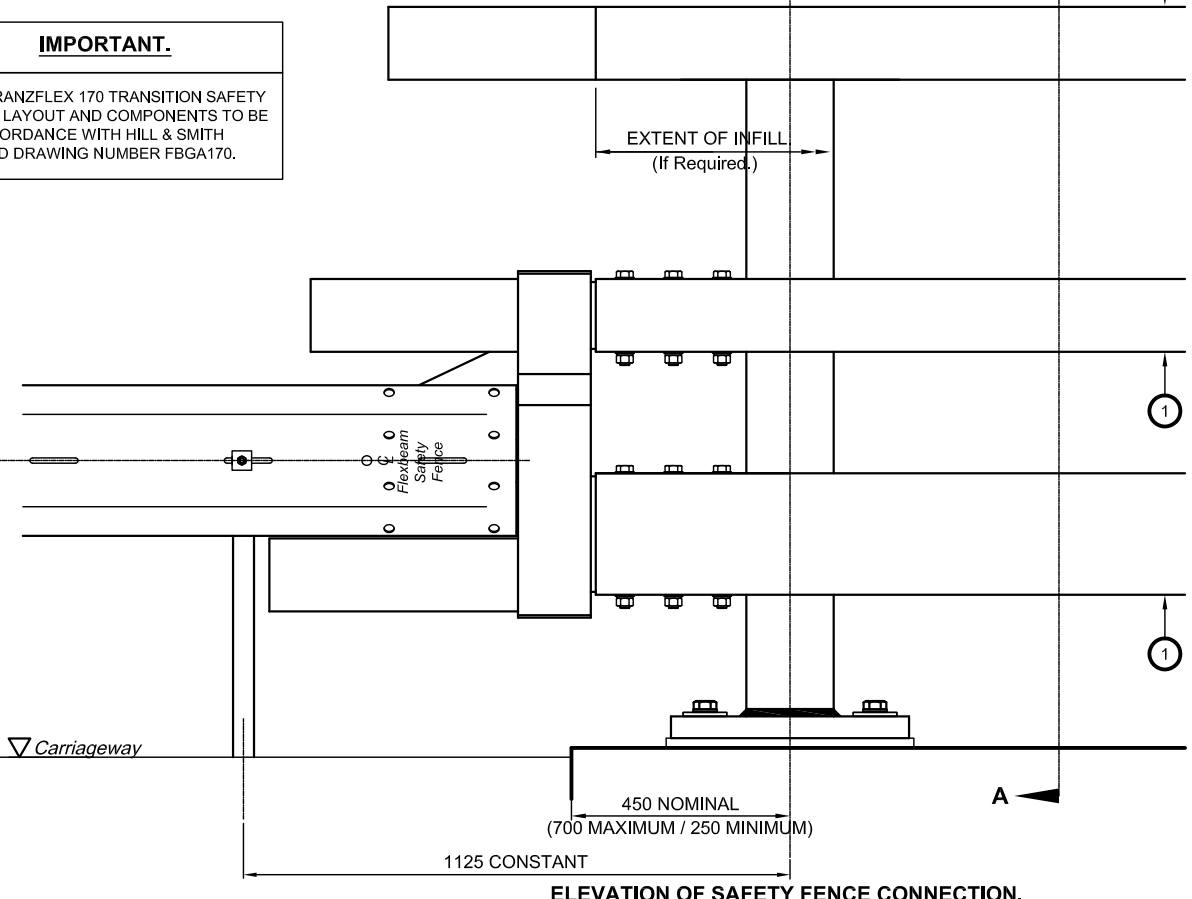 IMPORTANT.
RANZFLEX 170 TRANSITION SAFETY
LAYOUT AND COMPONENTS TO BE
ORDANCE WITH HILL & SMITH
D DRAWING NUMBER FBGA170.
EXTENT OF INFILL
(If Required.)
1
CL
Flexbeam
Safety
Fence
1
Carriageway
A
450 NOMINAL
(700 MAXIMUM / 250 MINIMUM)
1125 CONSTANT
ELEVATION OF SAFETY FENCE CONNECTION.